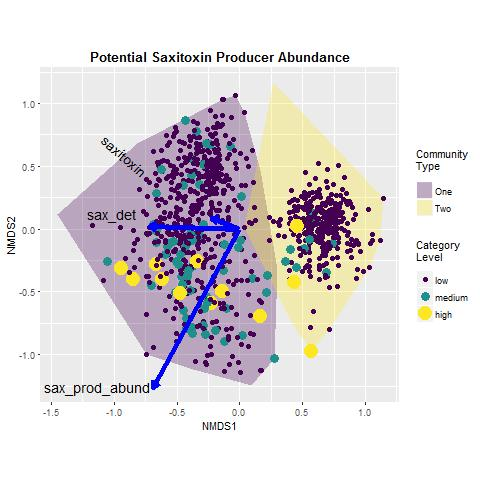 Potential Saxitoxin Producer Abundance
1.0
0.5
0.0
-0.5
-1.0
NMDS2
saxitoxin
sax_det
sax_prod_abund
-1.5 -1.0 -0.5 0.0 0.5 1.0
NMDS1
Community
Type
One
Two
Category
Level
low
medium
high